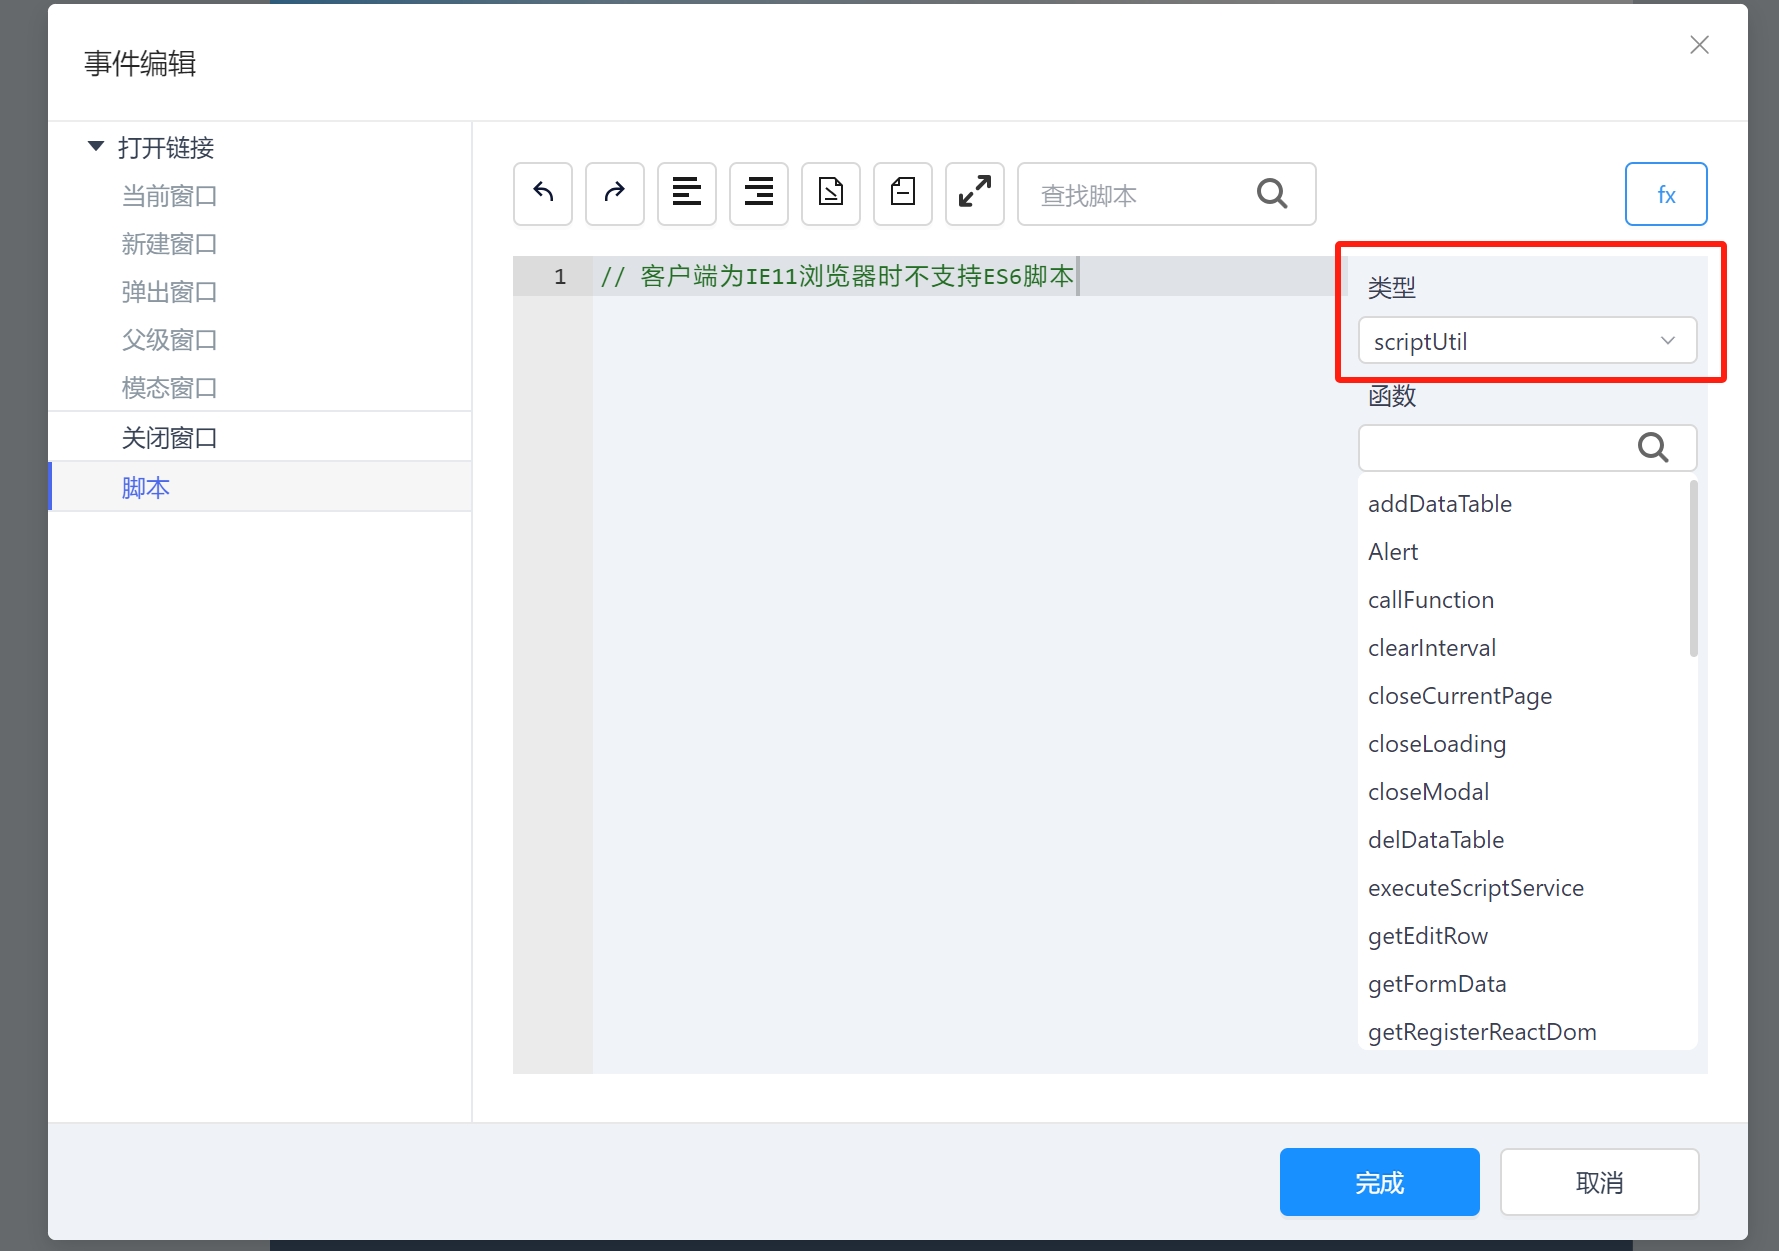 事件编辑
打开链接
当前窗口
新建窗口
弹出窗口
父级窗口
模态窗口
关闭窗口
脚本
查找脚本
fx
1 // 客户端为IE11浏览器时不支持ES6脚本
类型
scriptUtil
函数
addDataTable
Alert
callFunction
clearInterval
closeCurrentPage
closeLoading
closeModal
delDataTable
executeScriptService
getEditRow
getFormData
getRegisterReactDom
完成
取消